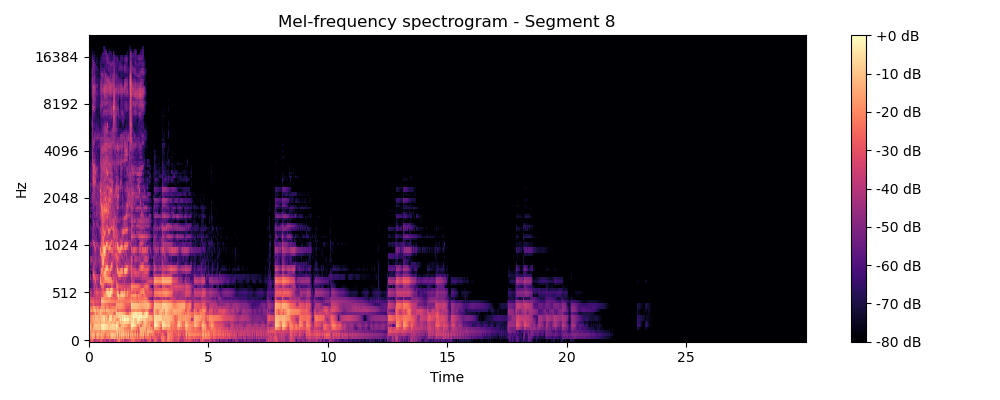 Mel-frequency spectrogram - Segment 8
Hz
16384
8192
4096
2048
1024
512
0
0 5 10 15 20 25
Time
+0 dB
-10 dB
-20 dB
-30 dB
-40 dB
-50 dB
-60 dB
-70 dB
-80 dB